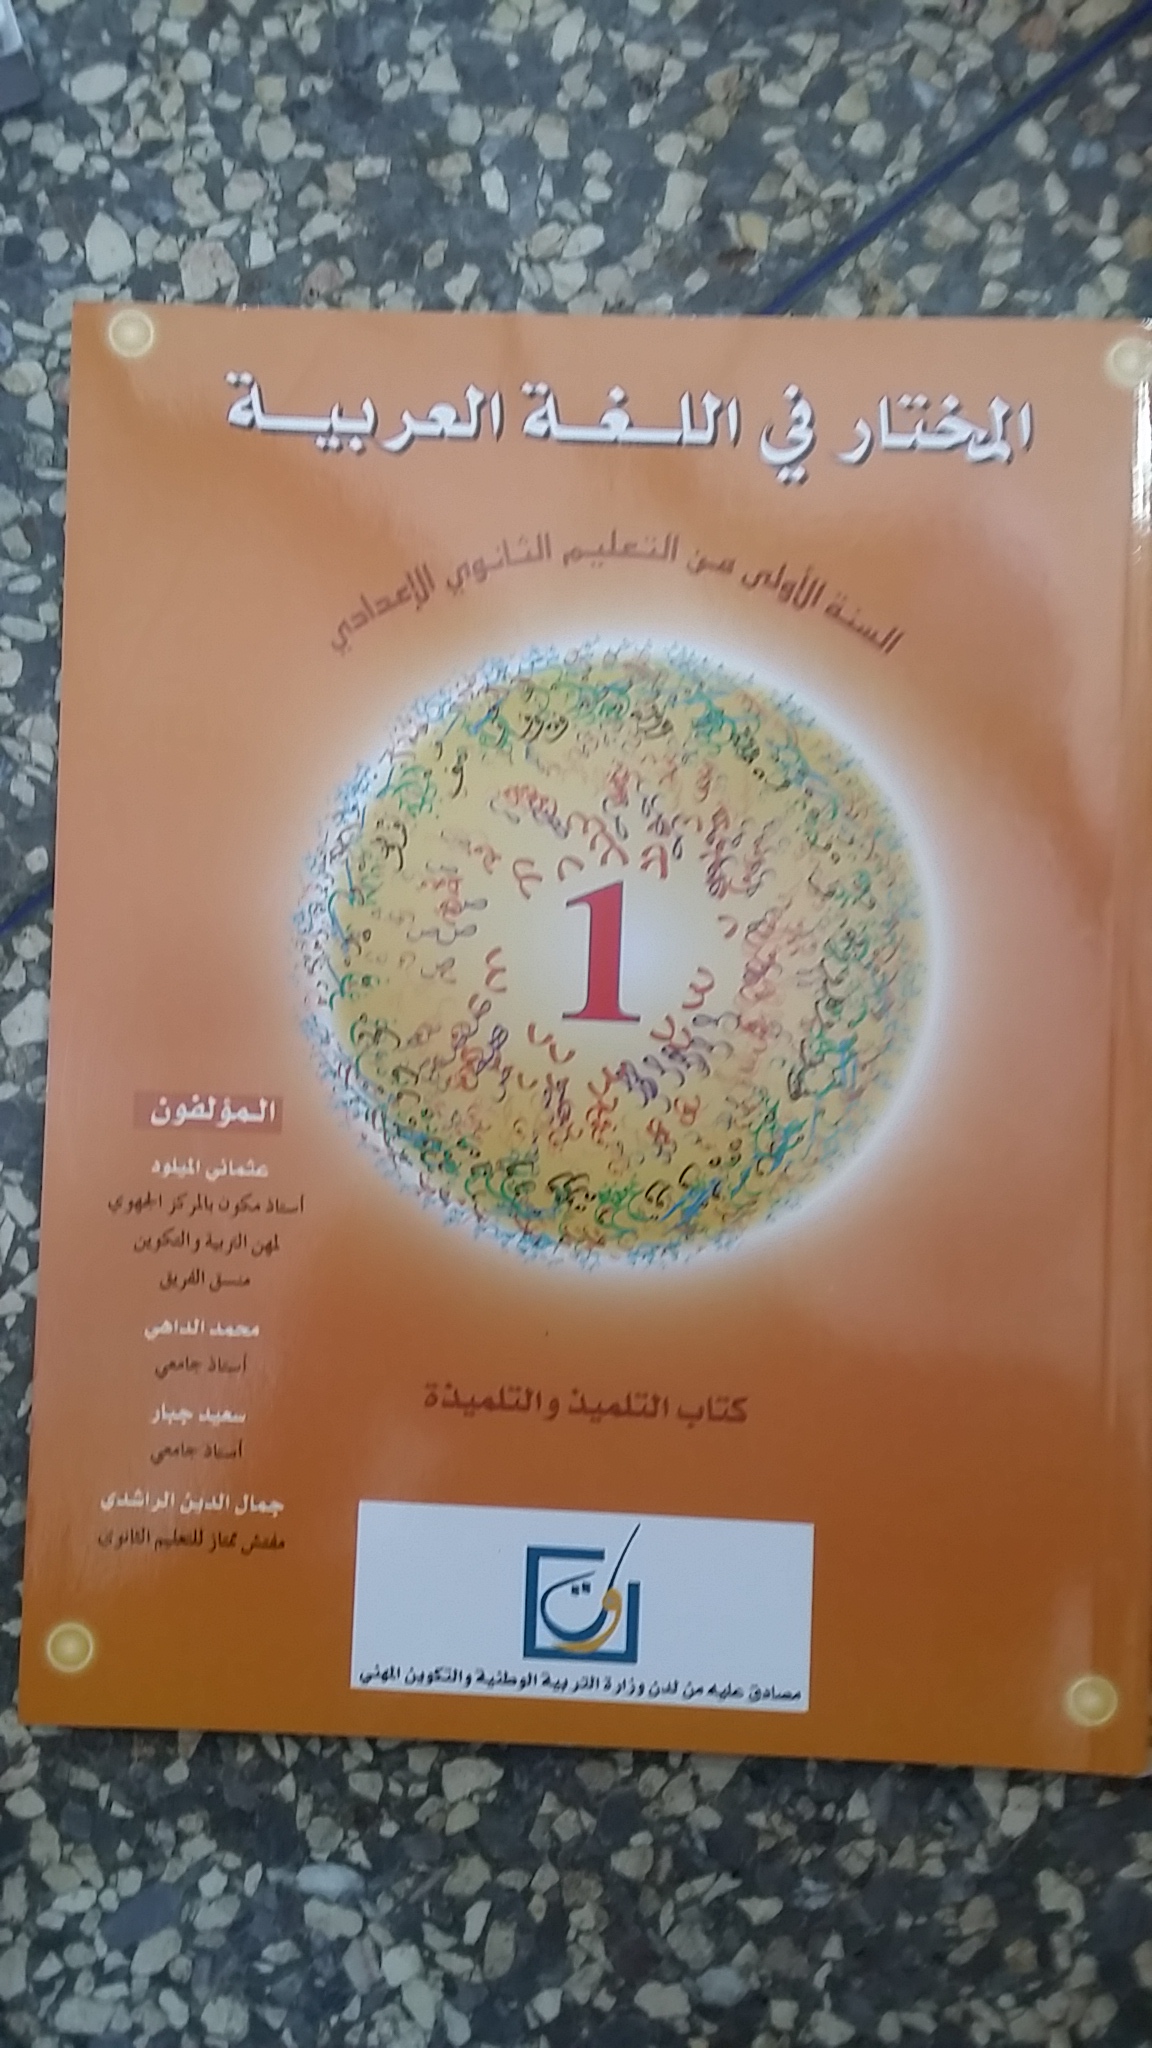 المختار في اللغة العربية
السنة الأولى من التعليم الثانوي الإعدادي
1
المؤلفون
عثماني الميلود
أستاذ مكون بالمركز الجهوي
لمهن التربية والتكوين
منسق الفريق
محمد الداهي
أستاذ جامعي
سعيد جبار
أستاذ جامعي
جمال الدين الراشدي
مفتش ممتاز للتعليم الثانوي
كتاب التلميذ والتلميذة
مصادق عليه من لدن وزارة التربية الوطنية والتكوين المهني